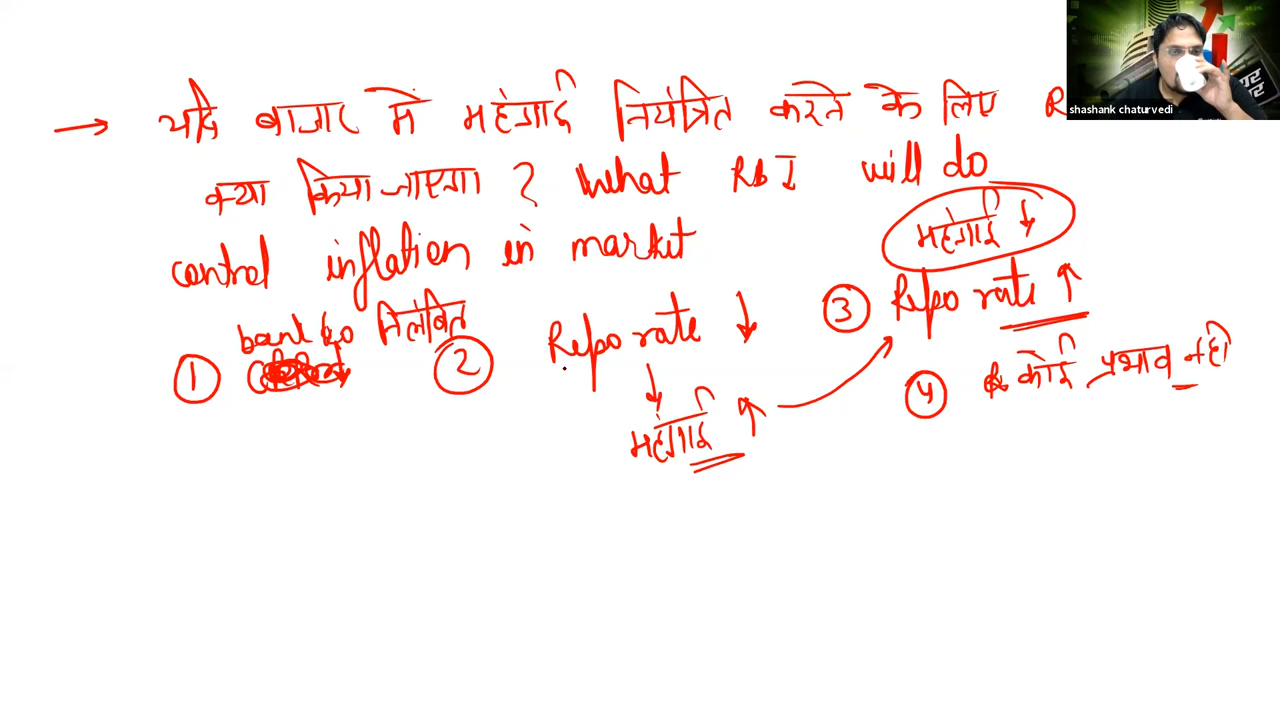 shashank chaturvedi
→ यदि बाजार मे महंगाई नियंत्रित करने के लिए R
क्या किया जाएगा ? What RBI will do
control inflation in market
महंगाई ↓
① bank ko निलंबित
② Repo rate ↓
↓
महंगाई ↑
③ Repo rate ↑
④ कोई प्रभाव नही